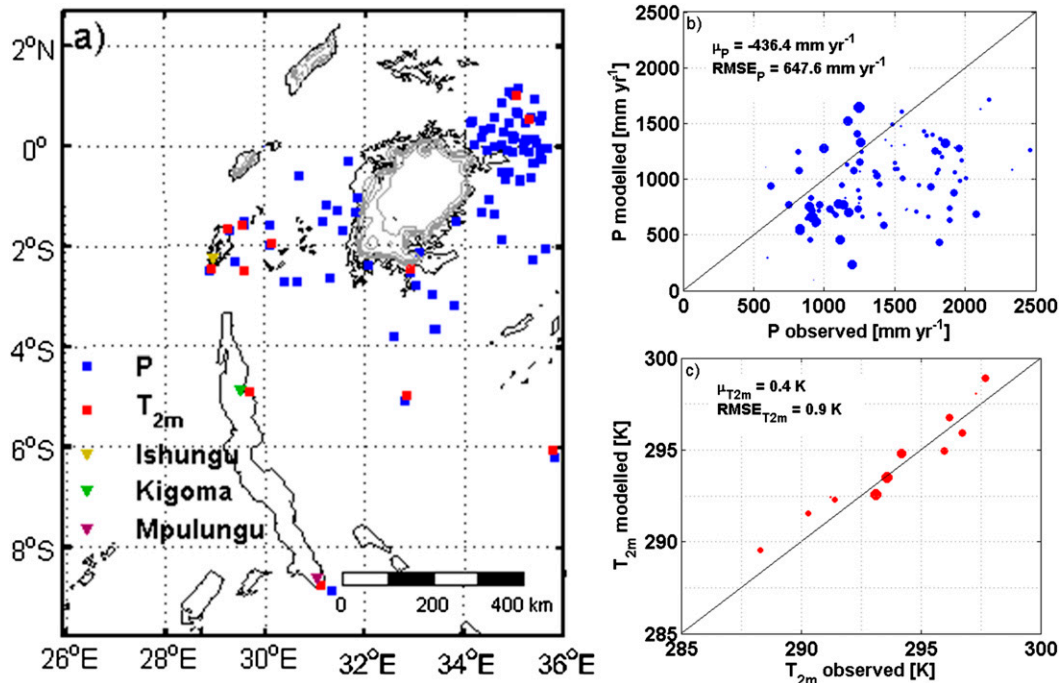 a)
2°N
0°
2°S
4°S
6°S
8°S
26°E 28°E 30°E 32°E 34°E 36°E
P
T2m
Ishungu
Kigoma
Mpulungu
0 200 400 km
b)
μP = -436.4 mm yr-1
RMSEP = 647.6 mm yr-1
P modelled [mm yr-1]
2500
2000
1500
1000
500
0
0 500 1000 1500 2000 2500
P observed [mm yr-1]
c)
μT2m = 0.4 K
RMSET2m = 0.9 K
T2m modelled [K]
300
295
290
285
285 290 295 300
T2m observed [K]